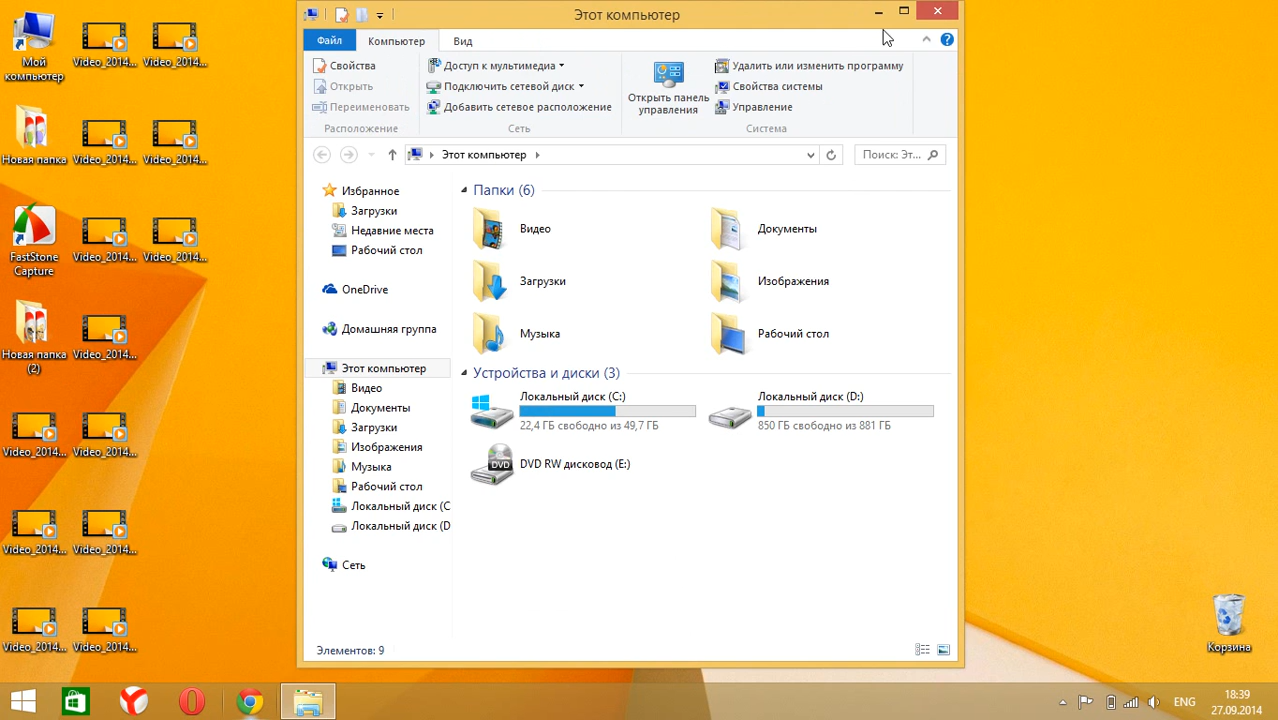 Этот компьютер
Файл
Компьютер
Вид
Свойства
Открыть
Переименовать
Расположение
Доступ к мультимедиа
Подключить сетевой диск
Добавить сетевое расположение
Сеть
Открыть панель
управления
Удалить или изменить программу
Свойства системы
Управление
Система
Этот компьютер
Поиск: Эт...
Избранное
Загрузки
Недавние места
Рабочий стол
OneDrive
Домашняя группа
Этот компьютер
Видео
Документы
Загрузки
Изображения
Музыка
Рабочий стол
Локальный диск (C
Локальный диск (D
Сеть
Папки (6)
Видео
Документы
Загрузки
Изображения
Музыка
Рабочий стол
Устройства и диски (3)
Локальный диск (C:)
22,4 ГБ свободно из 49,7 ГБ
Локальный диск (D:)
850 ГБ свободно из 881 ГБ
DVD
DVD RW дисковод (E:)
Элементов: 9
Мой
компьютер
Новая папка
FastStone
Capture
Новая папка
(2)
Video_2014...
Video_2014...
Video_2014...
Video_2014...
Video_2014...
Video_2014...
Video_2014...
Video_2014...
Video_2014...
Video_2014...
Video_2014...
Video_2014...
Video_2014...
Корзина
ENG
18:39
27.09.2014